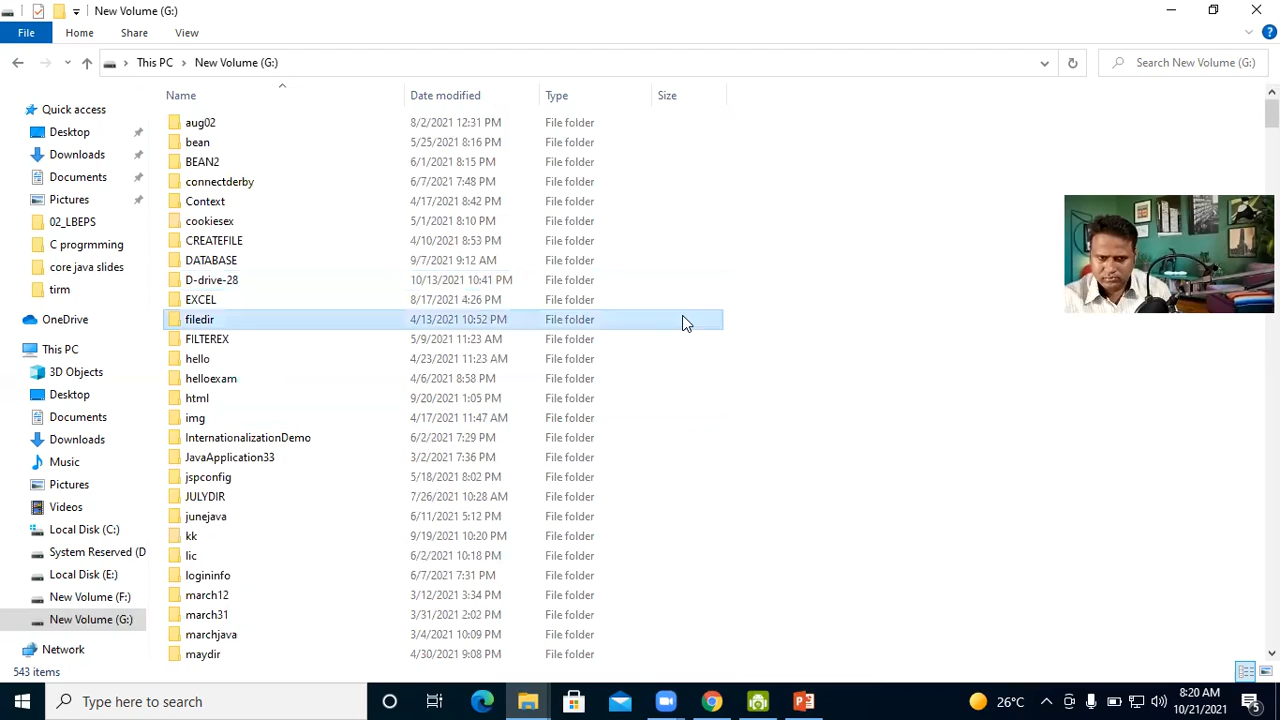 New Volume (G:)
File Home Share View
This PC New Volume (G:) Search New Volume (G:)
Name Date modified Type Size
Quick access
Desktop
Downloads
Documents
Pictures
02_LBEPS
C progrmming
core java slides
tirm
OneDrive
This PC
3D Objects
Desktop
Documents
Downloads
Music
Pictures
Videos
Local Disk (C:)
System Reserved (D
Local Disk (E:)
New Volume (F:)
New Volume (G:)
Network
aug02 8/2/2021 12:31 PM File folder
bean 5/25/2021 8:16 PM File folder
BEAN2 6/1/2021 8:15 PM File folder
connectderby 6/7/2021 7:48 PM File folder
Context 4/17/2021 8:42 PM File folder
cookiesex 5/1/2021 8:10 PM File folder
CREATEFILE 4/10/2021 8:53 PM File folder
DATABASE 9/7/2021 9:12 AM File folder
D-drive-28 10/13/2021 10:41 PM File folder
EXCEL 8/17/2021 4:26 PM File folder
filedir 4/13/2021 10:52 PM File folder
FILTEREX 5/9/2021 11:23 AM File folder
hello 4/23/2021 11:23 AM File folder
helloexam 4/6/2021 8:58 PM File folder
html 9/20/2021 1:05 PM File folder
img 4/17/2021 11:47 AM File folder
InternationalizationDemo 6/2/2021 7:29 PM File folder
JavaApplication33 3/2/2021 7:36 PM File folder
jspconfig 5/18/2021 8:02 PM File folder
JULYDIR 7/26/2021 10:28 AM File folder
junejava 6/11/2021 5:12 PM File folder
kk 9/19/2021 10:20 PM File folder
lic 6/2/2021 10:18 PM File folder
logininfo 6/7/2021 7:31 PM File folder
march12 3/12/2021 3:34 PM File folder
march31 3/31/2021 2:02 PM File folder
marchjava 3/4/2021 10:09 PM File folder
maydir 4/30/2021 9:08 PM File folder
543 items
Type here to search
26°C
8:20 AM
10/21/2021
5